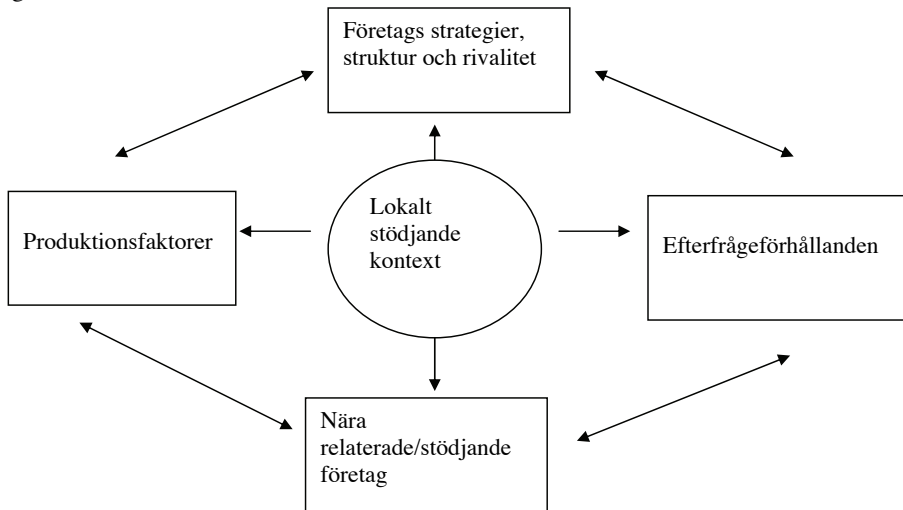 Företags strategier,
struktur och rivalitet
Lokalt
stödjande
kontext
Produktionsfaktorer
Efterfrågeförhållanden
Nära
relaterade/stödjande
företag